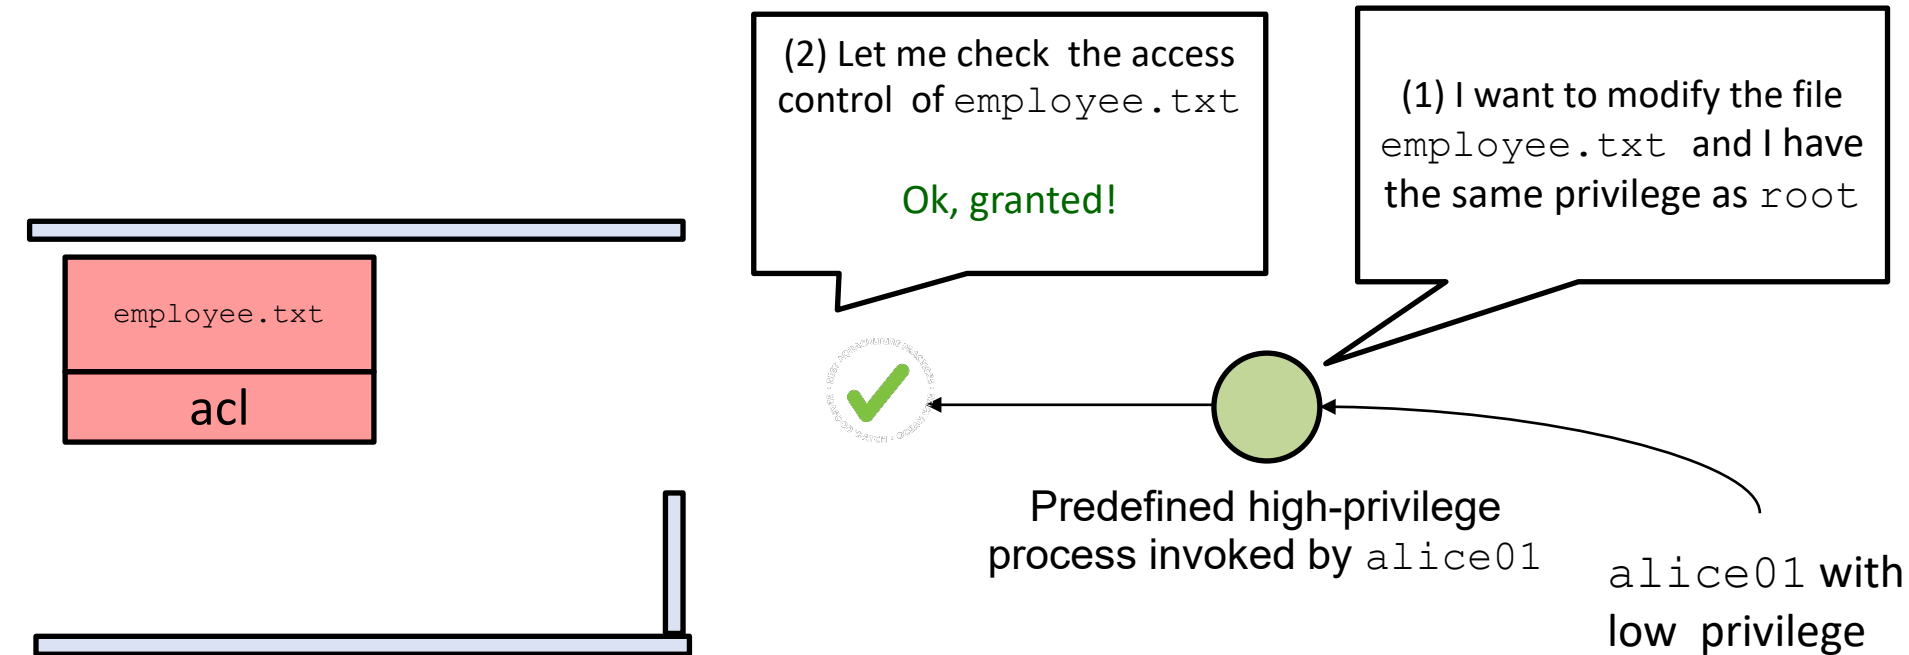 (2) Let me check the access
control of employee.txt
Ok, granted!
(1) I want to modify the file
employee.txt and I have
the same privilege as root
employee.txt
acl
Predefined high-privilege
process invoked by alice01
alice01 with
low privilege